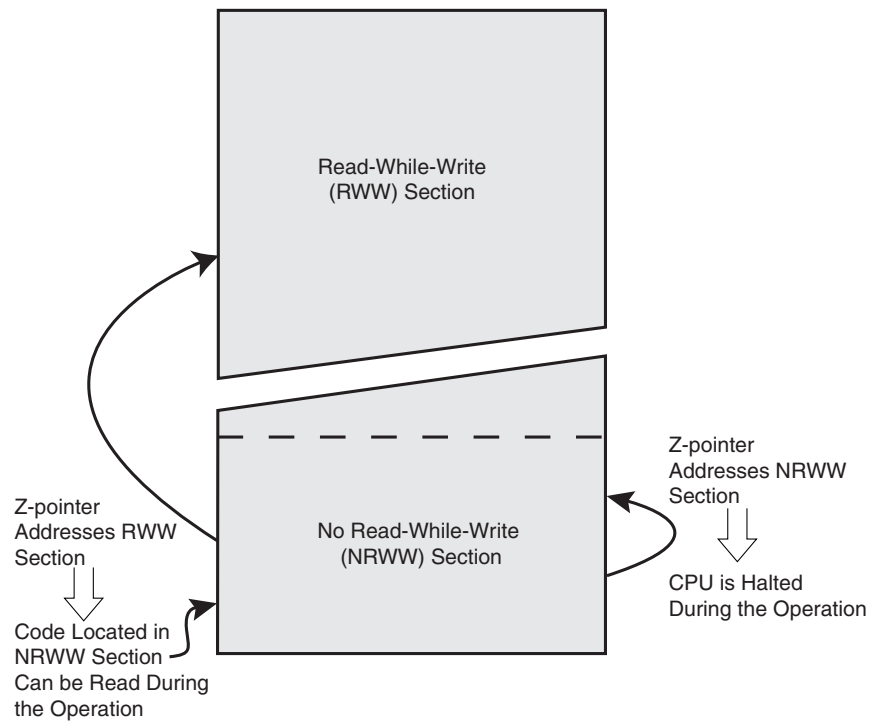 Read-While-Write
(RWW) Section
Z-pointer
Addresses NRWW
Section
Z-pointer
Addresses RWW
Section
No Read-While-Write
(NRWW) Section
CPU is Halted
During the Operation
Code Located in
NRWW Section
Can be Read During
the Operation